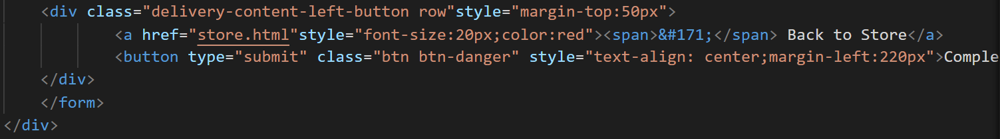 <div class="delivery-content-left-button row"style="margin-top:50px">
<a href="store.html"style="font-size:20px;color:red"><span>&#171;</span> Back to Store</a>
<button type="submit" class="btn btn-danger" style="text-align: center;margin-left:220px">Comple
</div>
</form>
</div>